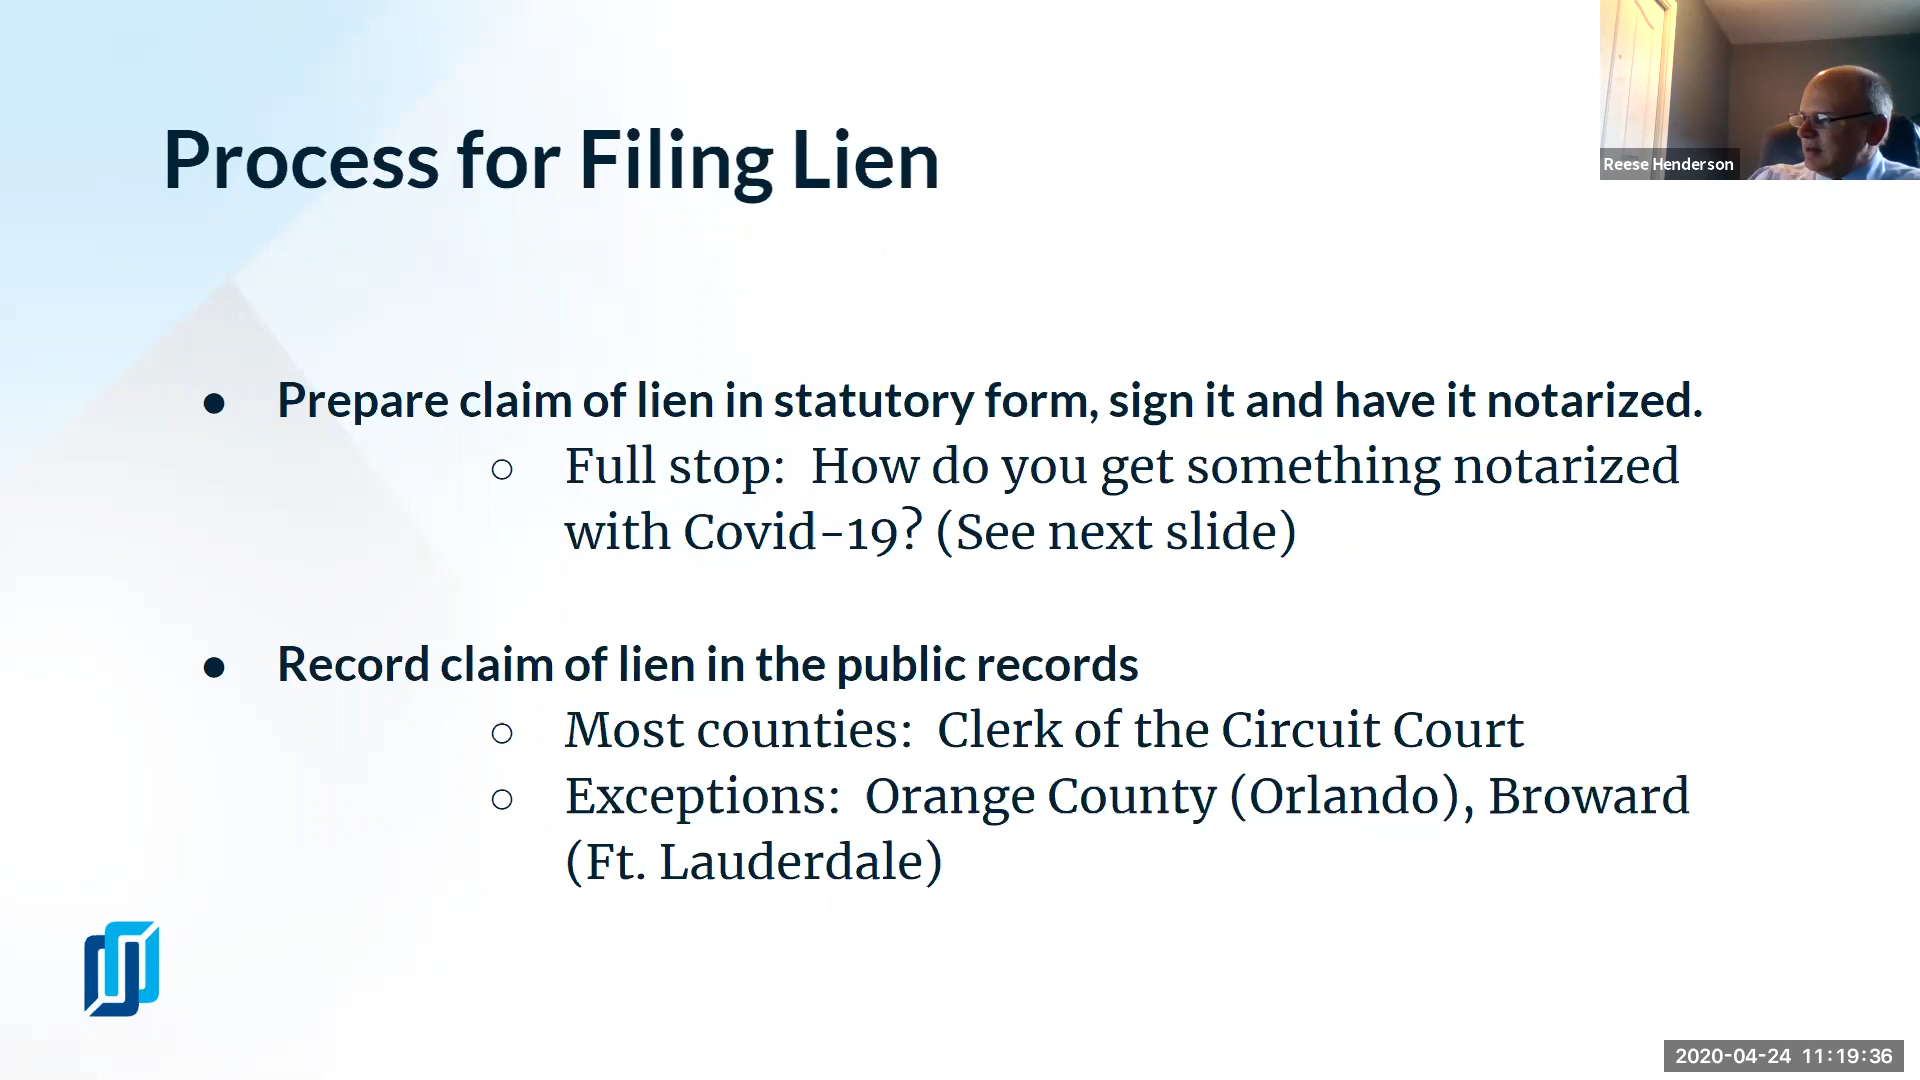 Process for Filing Lien
Reese Henderson
● Prepare claim of lien in statutory form, sign it and have it notarized.
○ Full stop:  How do you get something notarized
with Covid-19? (See next slide)
● Record claim of lien in the public records
○ Most counties:  Clerk of the Circuit Court
○ Exceptions:  Orange County (Orlando), Broward
(Ft. Lauderdale)
2020-04-24 11:19:36